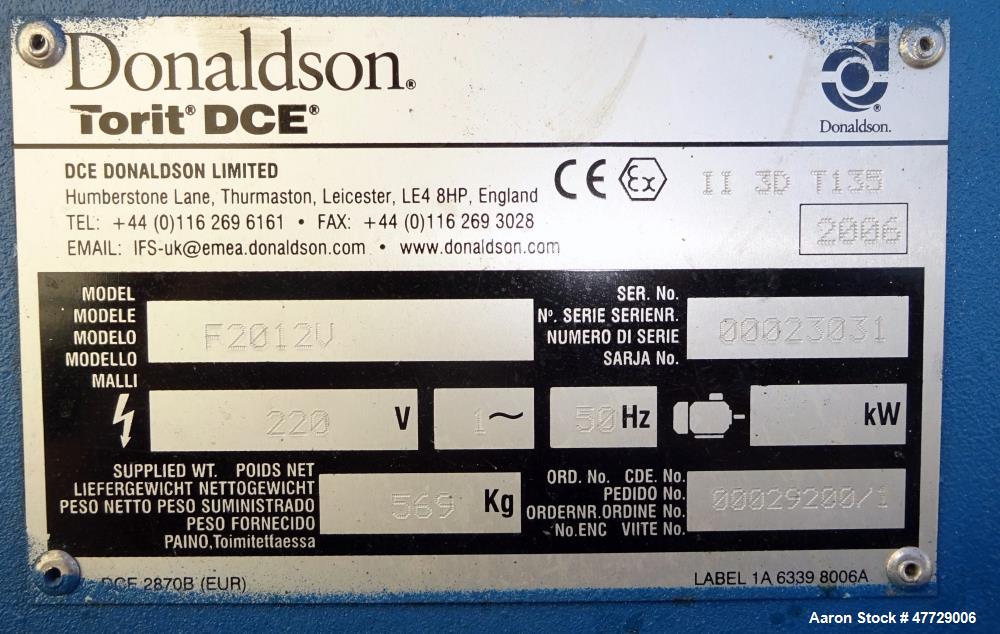 Donaldson.®
Torit® DCE®
Donaldson.
DCE DONALDSON LIMITED
Humberstone Lane, Thurmaston, Leicester, LE4 8HP, England
TEL: +44 (0)116 269 6161 • FAX: +44 (0)116 269 3028
EMAIL: IFS-uk@emea.donaldson.com • www.donaldson.com
CE Ex II 3D T135
2006
MODEL
MODELE
MODELO
MODELLO
MALLI
F2012V
SER. No.
Nº. SERIE SERIENR.
NUMERO DI SERIE
SARJA No.
00023031
220 V
1~
50 Hz
kW
SUPPLIED WT. POIDS NET
LIEFERGEWICHT NETTOGEWICHT
PESO NETTO PESO SUMINISTRADO
PESO FORNECIDO
PAINO,Toimitettaessa
569 Kg
ORD. No. CDE. No.
PEDIDO No.
ORDERNR.ORDINE No.
No.ENC VIITE No.
00029200/1
DCE 2870B (EUR)
LABEL 1A 6339 8006A
Aaron Stock # 47729006